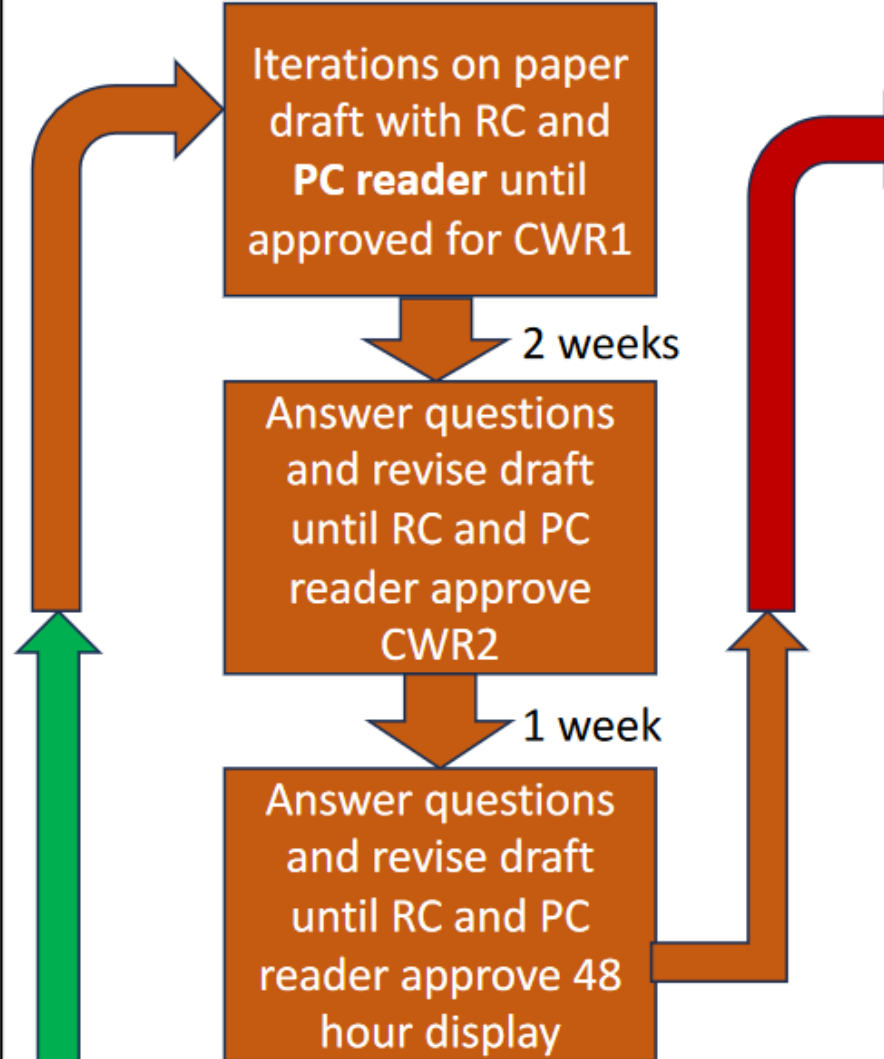 Iterations on paper
draft with RC and
PC reader until
approved for CWR1
2 weeks
Answer questions
and revise draft
until RC and PC
reader approve
CWR2
1 week
Answer questions
and revise draft
until RC and PC
reader approve 48
hour display